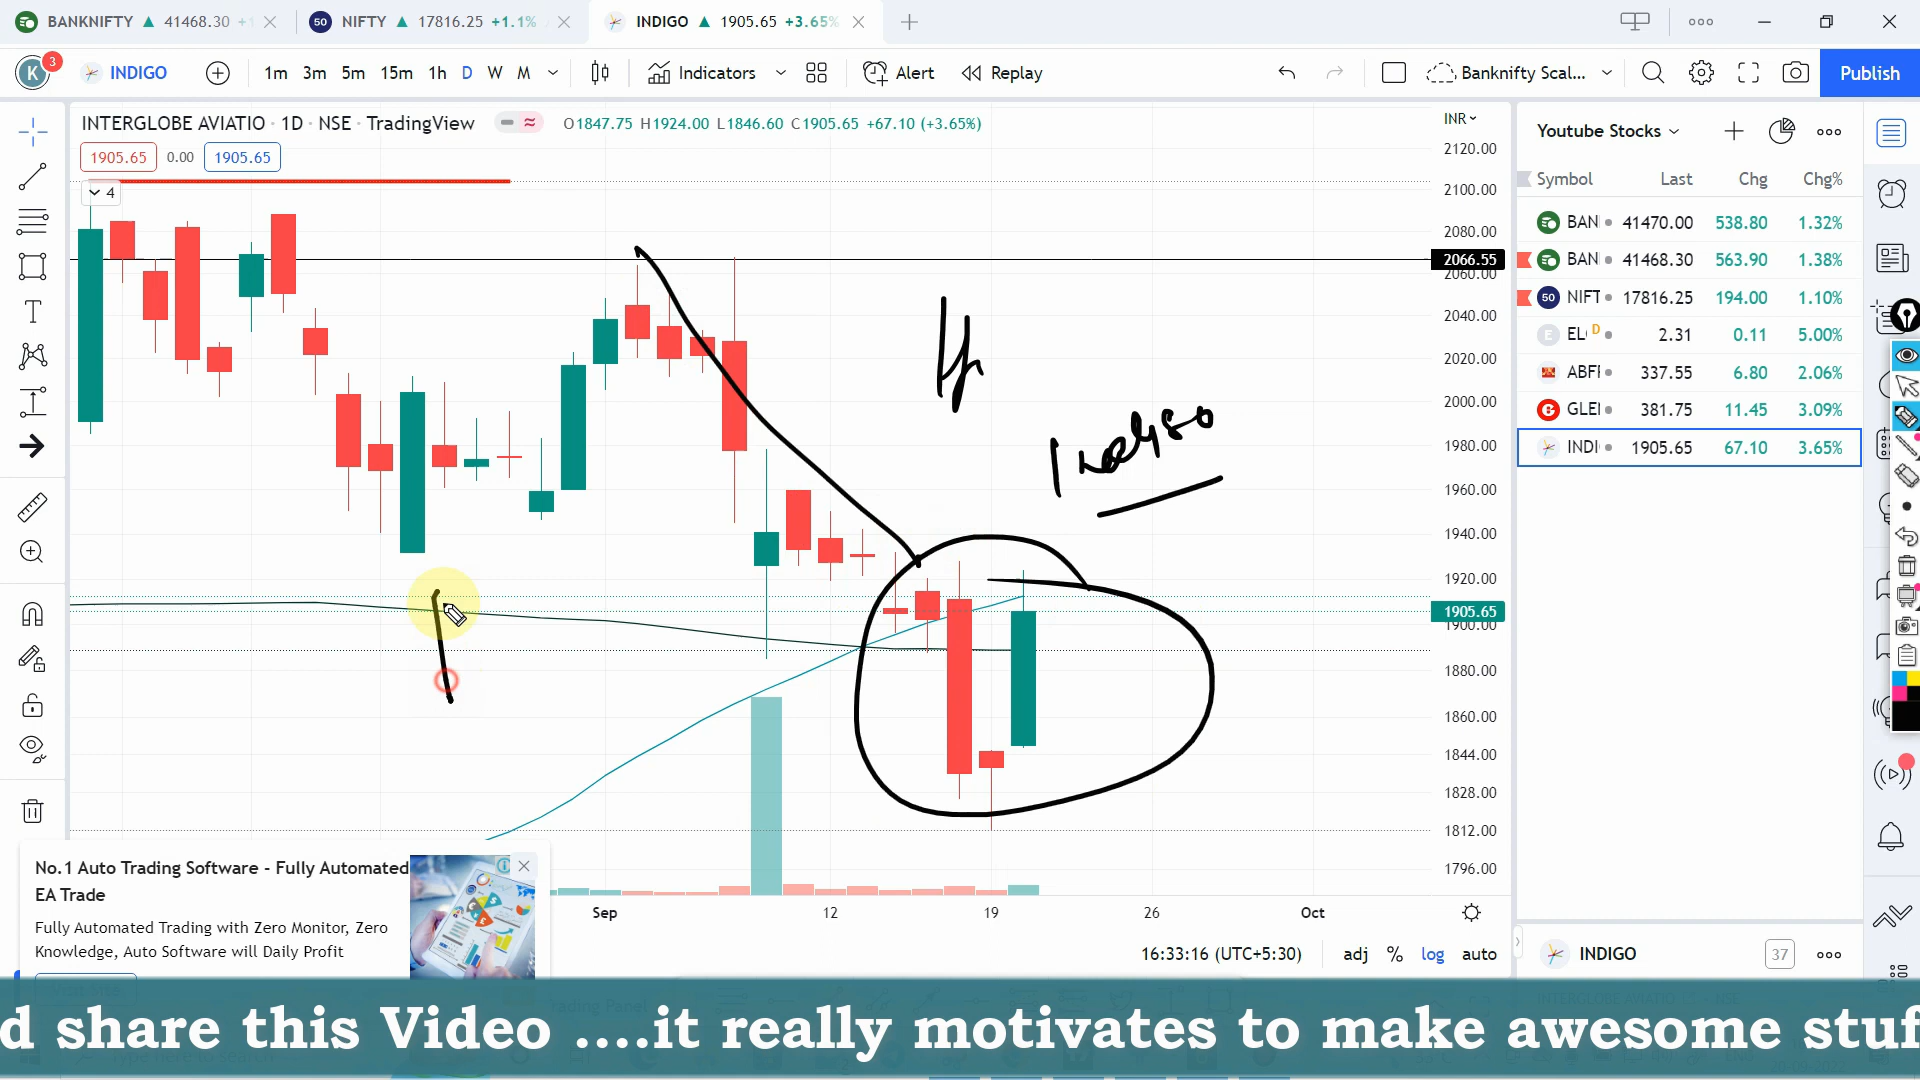 BANKNIFTY ▲ 41468.30
50 NIFTY ▲ 17816.25 +1.1%
INDIGO ▲ 1905.65 +3.65%
K 3 INDIGO 1m 3m 5m 15m 1h D W M Indicators Alert Replay Banknifty Scal... Publish
INTERGLOBE AVIATIO · 1D · NSE · TradingView O1847.75 H1924.00 L1846.60 C1905.65 +67.10 (+3.65%)
1905.65 0.00 1905.65
4
INR
2120.00
2100.00
2080.00
2066.55
2060.00
2040.00
2020.00
2000.00
1980.00
1960.00
1940.00
1920.00
1905.65
1900.00
1880.00
1860.00
1844.00
1828.00
1812.00
1796.00
Indigo
Sep 12 19 26 Oct
16:33:16 (UTC+5:30) adj % log auto
Youtube Stocks
Symbol Last Chg Chg%
BAN 41470.00 538.80 1.32%
BAN 41468.30 563.90 1.38%
50 NIFT 17816.25 194.00 1.10%
E EL D 2.31 0.11 5.00%
ABF 337.55 6.80 2.06%
GLE 381.75 11.45 3.09%
INDI 1905.65 67.10 3.65%
INDIGO 37
No.1 Auto Trading Software - Fully Automated
EA Trade
Fully Automated Trading with Zero Monitor, Zero
Knowledge, Auto Software will Daily Profit
d share this Video ....it really motivates to make awesome stuf